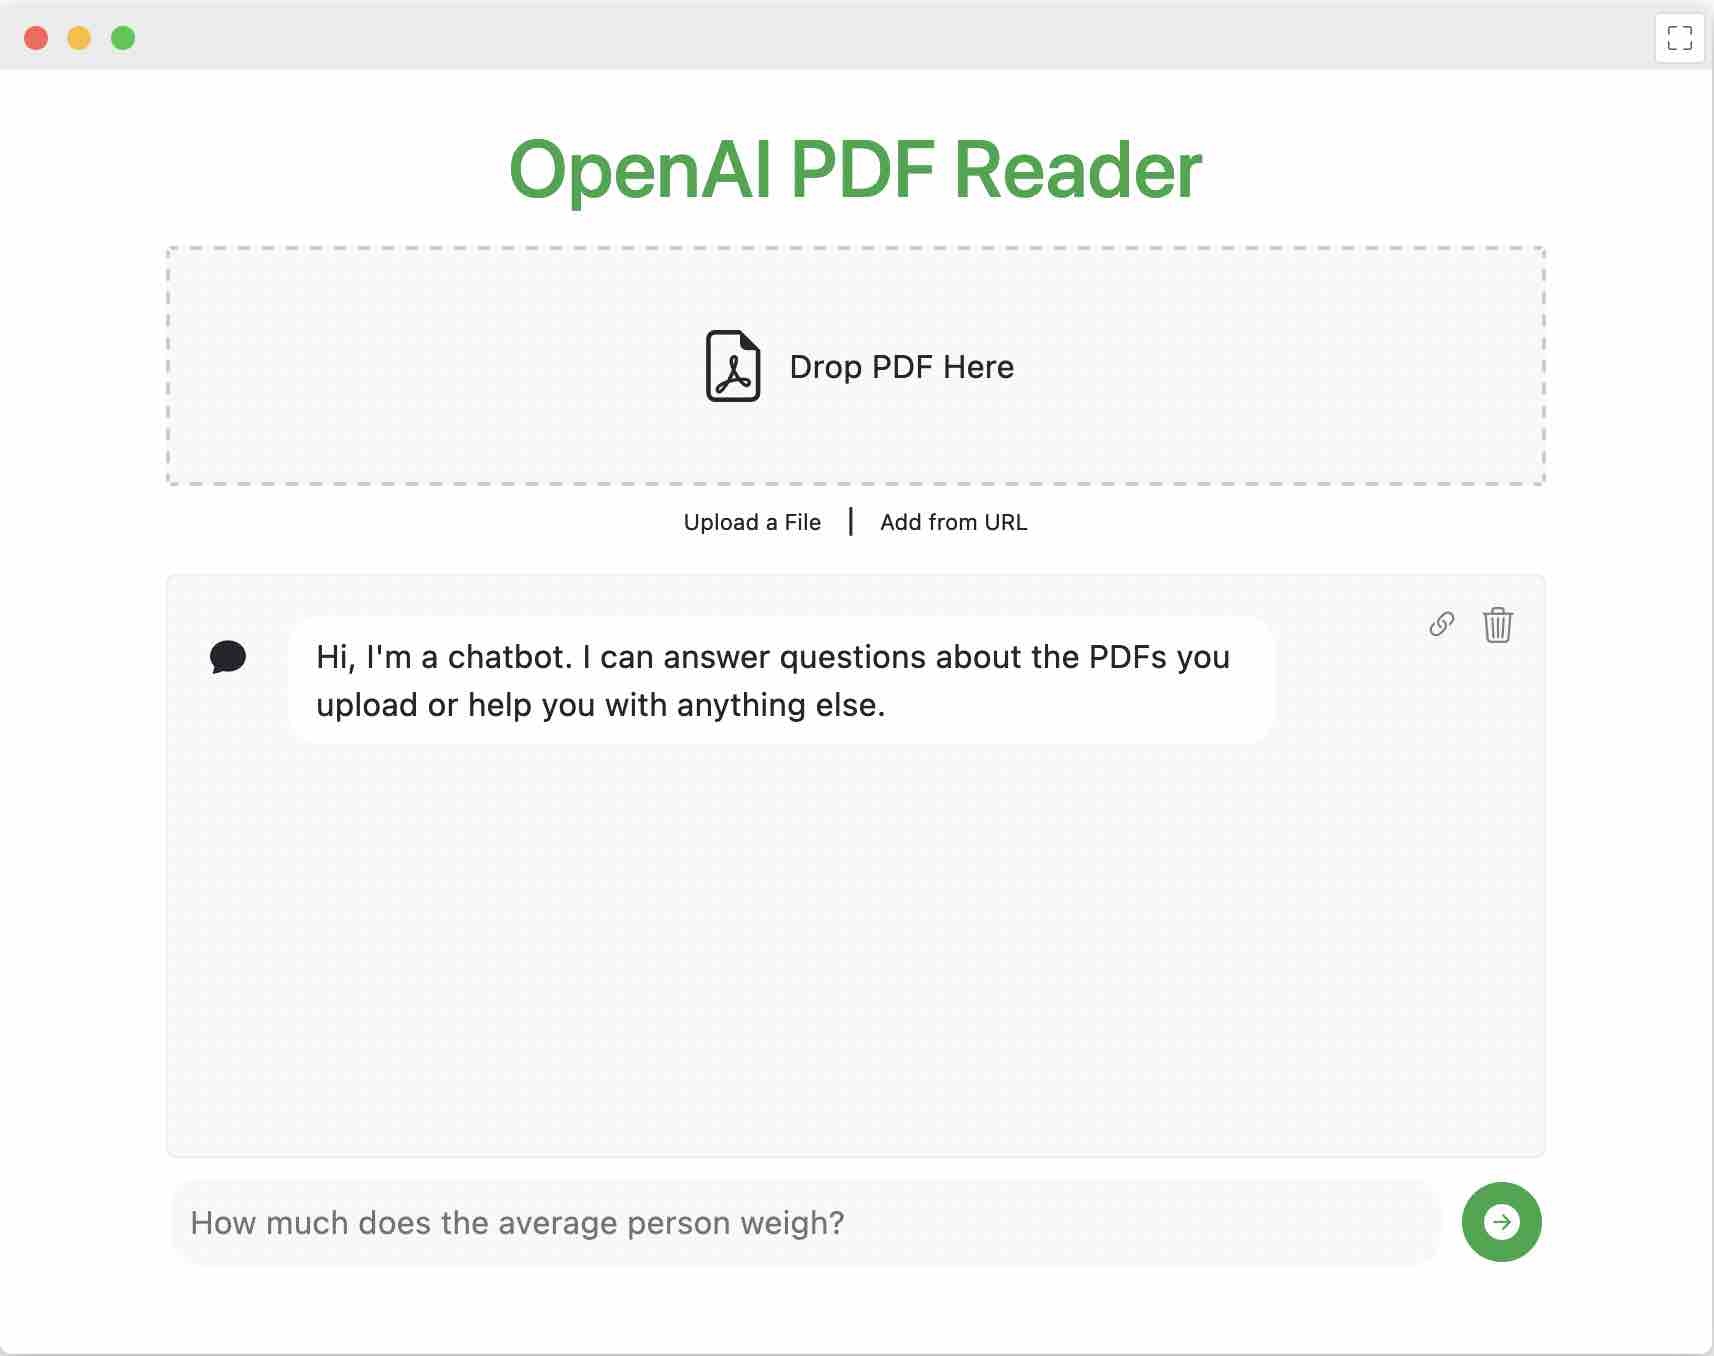 OpenAI PDF Reader
Drop PDF Here
Upload a File | Add from URL
Hi, I'm a chatbot. I can answer questions about the PDFs you
upload or help you with anything else.
How much does the average person weigh?